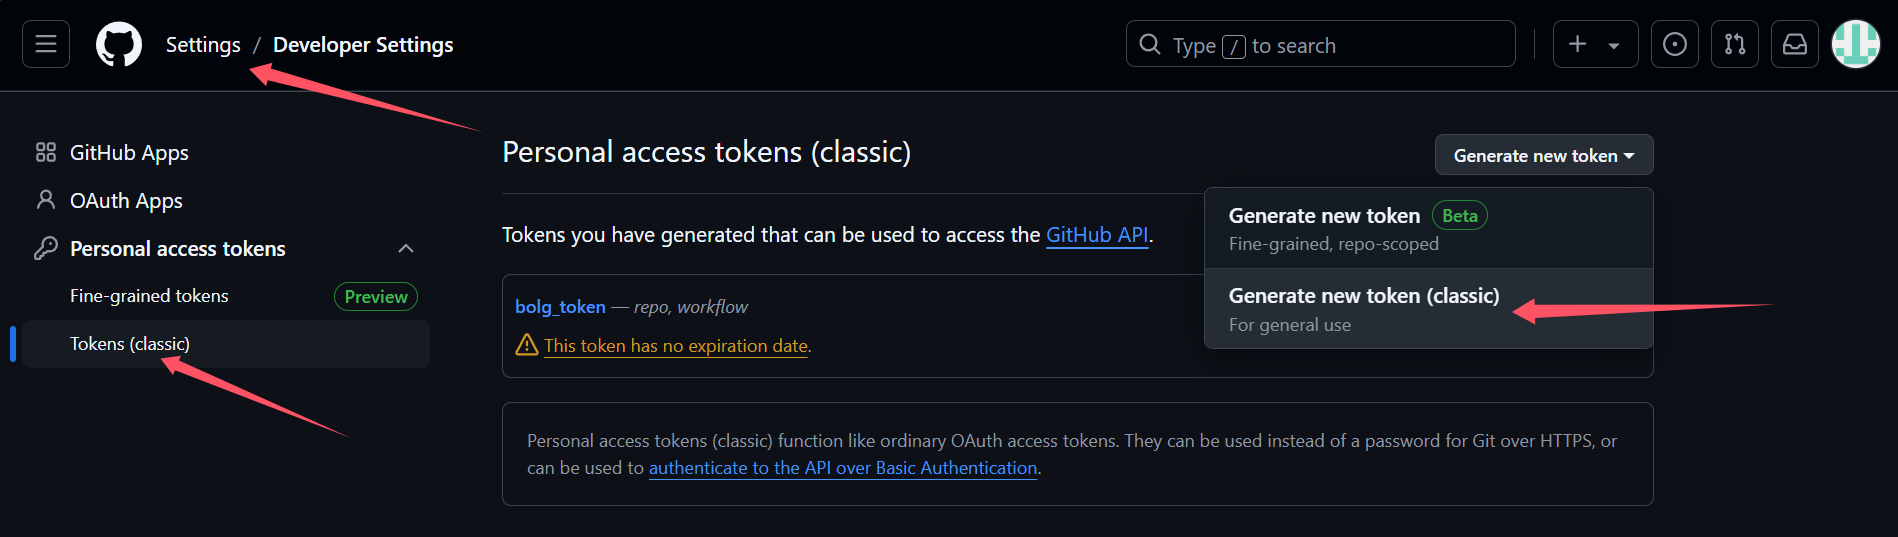 Settings / Developer Settings
Type / to search
GitHub Apps
OAuth Apps
Personal access tokens
Fine-grained tokens Preview
Tokens (classic)
Personal access tokens (classic)
Generate new token
Generate new token Beta
Fine-grained, repo-scoped
Generate new token (classic)
For general use
Tokens you have generated that can be used to access the GitHub API.
bolg_token — repo, workflow
This token has no expiration date.
Personal access tokens (classic) function like ordinary OAuth access tokens. They can be used instead of a password for Git over HTTPS, or
can be used to authenticate to the API over Basic Authentication.